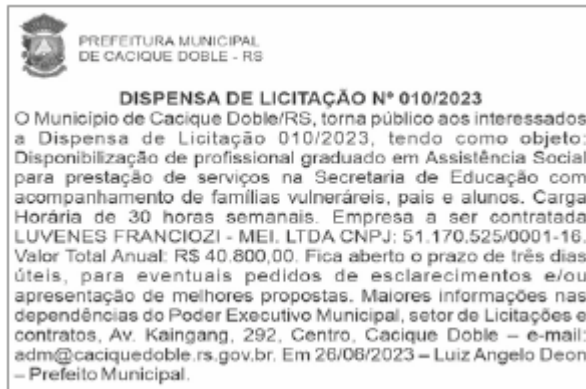 PREFEITURA MUNICIPAL
DE CACIQUE DOBLE - RS
DISPENSA DE LICITAÇÃO Nº 010/2023
O Município de Cacique Doble/RS, torna público aos interessados
a Dispensa de Licitação 010/2023, tendo como objeto:
Disponibilização de profissional graduado em Assistência Social
para prestação de serviços na Secretaria de Educação com
acompanhamento de famílias vulneráreis, pais e alunos. Carga
Horária de 30 horas semanais. Empresa a ser contratada
LUVENES FRANCIOZI - MEI. LTDA CNPJ: 51.170.525/0001-16.
Valor Total Anual: R$ 40.800,00. Fica aberto o prazo de três dias
úteis, para eventuais pedidos de esclarecimentos e/ou
apresentação de melhores propostas. Maiores informações nas
dependências do Poder Executivo Municipal, setor de Licitações e
contratos, Av. Kaingang, 292, Centro, Cacique Doble – e-mail:
adm@caciquedoble.rs.gov.br. Em 26/06/2023 – Luiz Angelo Deon
– Prefeito Municipal.